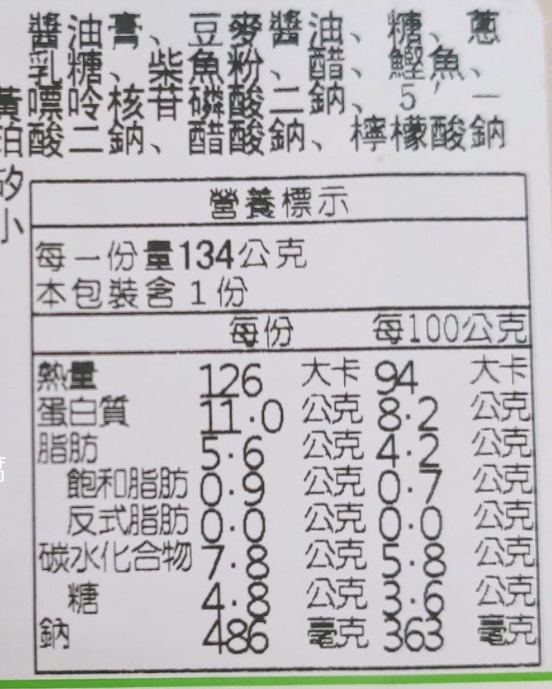 醬油膏、豆麥醬油、糖、蔥
乳糖、柴魚粉、醋、鰹魚、
黃嘌呤核苷磷酸二鈉、5'－
珀酸二鈉、醋酸鈉、檸檬酸鈉
矽
小
營養標示
每一份量134公克
本包裝含1份
每份 每100公克
熱量 126 大卡 94 大卡
蛋白質 11.0 公克 8.2 公克
脂肪 5.6 公克 4.2 公克
飽和脂肪 0.9 公克 0.7 公克
反式脂肪 0.0 公克 0.0 公克
碳水化合物 7.8 公克 5.8 公克
糖 4.8 公克 3.6 公克
鈉 486 毫克 363 毫克